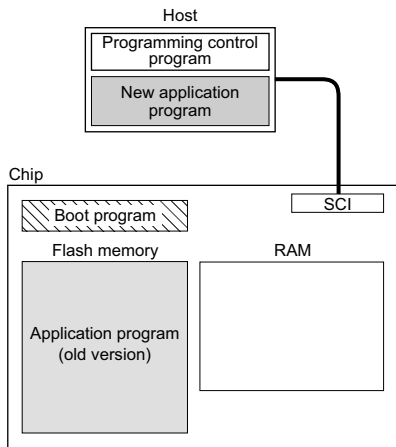 Host
Programming control
program
New application
program
Chip
SCI
Boot program
Flash memory
RAM
Application program
(old version)